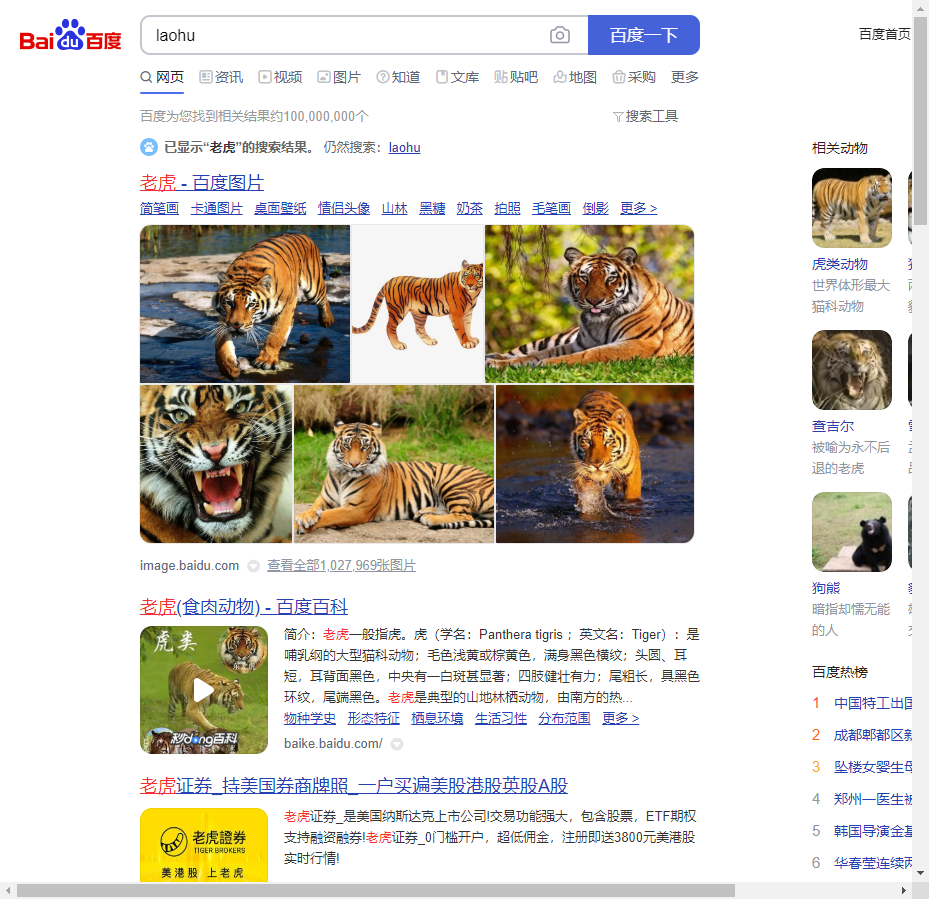 Bai du 百度
laohu
百度一下
百度首页
网页 资讯 视频 图片 知道 文库 贴贴吧 地图 采购 更多
百度为您找到相关结果约100,000,000个
搜索工具
已显示“老虎”的搜索结果。 仍然搜索：laohu
老虎 - 百度图片
简笔画 卡通图片 桌面壁纸 情侣头像 山林 黑糖 奶茶 拍照 毛笔画 倒影 更多 >
image.baidu.com 查看全部1,027,969张图片
老虎(食肉动物) - 百度百科
虎类
秒dǒng百科
简介：老虎一般指虎。虎（学名：Panthera tigris ；英文名：Tiger）：是
哺乳纲的大型猫科动物；毛色浅黄或棕黄色，满身黑色横纹；头圆、耳
短，耳背面黑色，中央有一白斑甚显著；四肢健壮有力；尾粗长，具黑色
环纹，尾端黑色。老虎是典型的山地林栖动物，由南方的热...
物种学史 形态特征 栖息环境 生活习性 分布范围 更多 >
baike.baidu.com/
老虎证券_持美国券商牌照_一户买遍美股港股英股A股
老虎證券
TIGER BROKERS
美港股 上老虎
老虎证券_是美国纳斯达克上市公司!交易功能强大，包含股票，ETF期权
支持融资融券!老虎证券_0门槛开户，超低佣金，注册即送3800元美港股
实时行情!
相关动物
虎类动物
世界体形最大
猫科动物
查吉尔
被喻为永不后
退的老虎
狗熊
暗指却懦无能
的人
百度热榜
1 中国特工出国
2 成都郫都区新
3 坠楼女婴生母
4 郑州一医生被
5 韩国导演金基
6 华春莹连续两